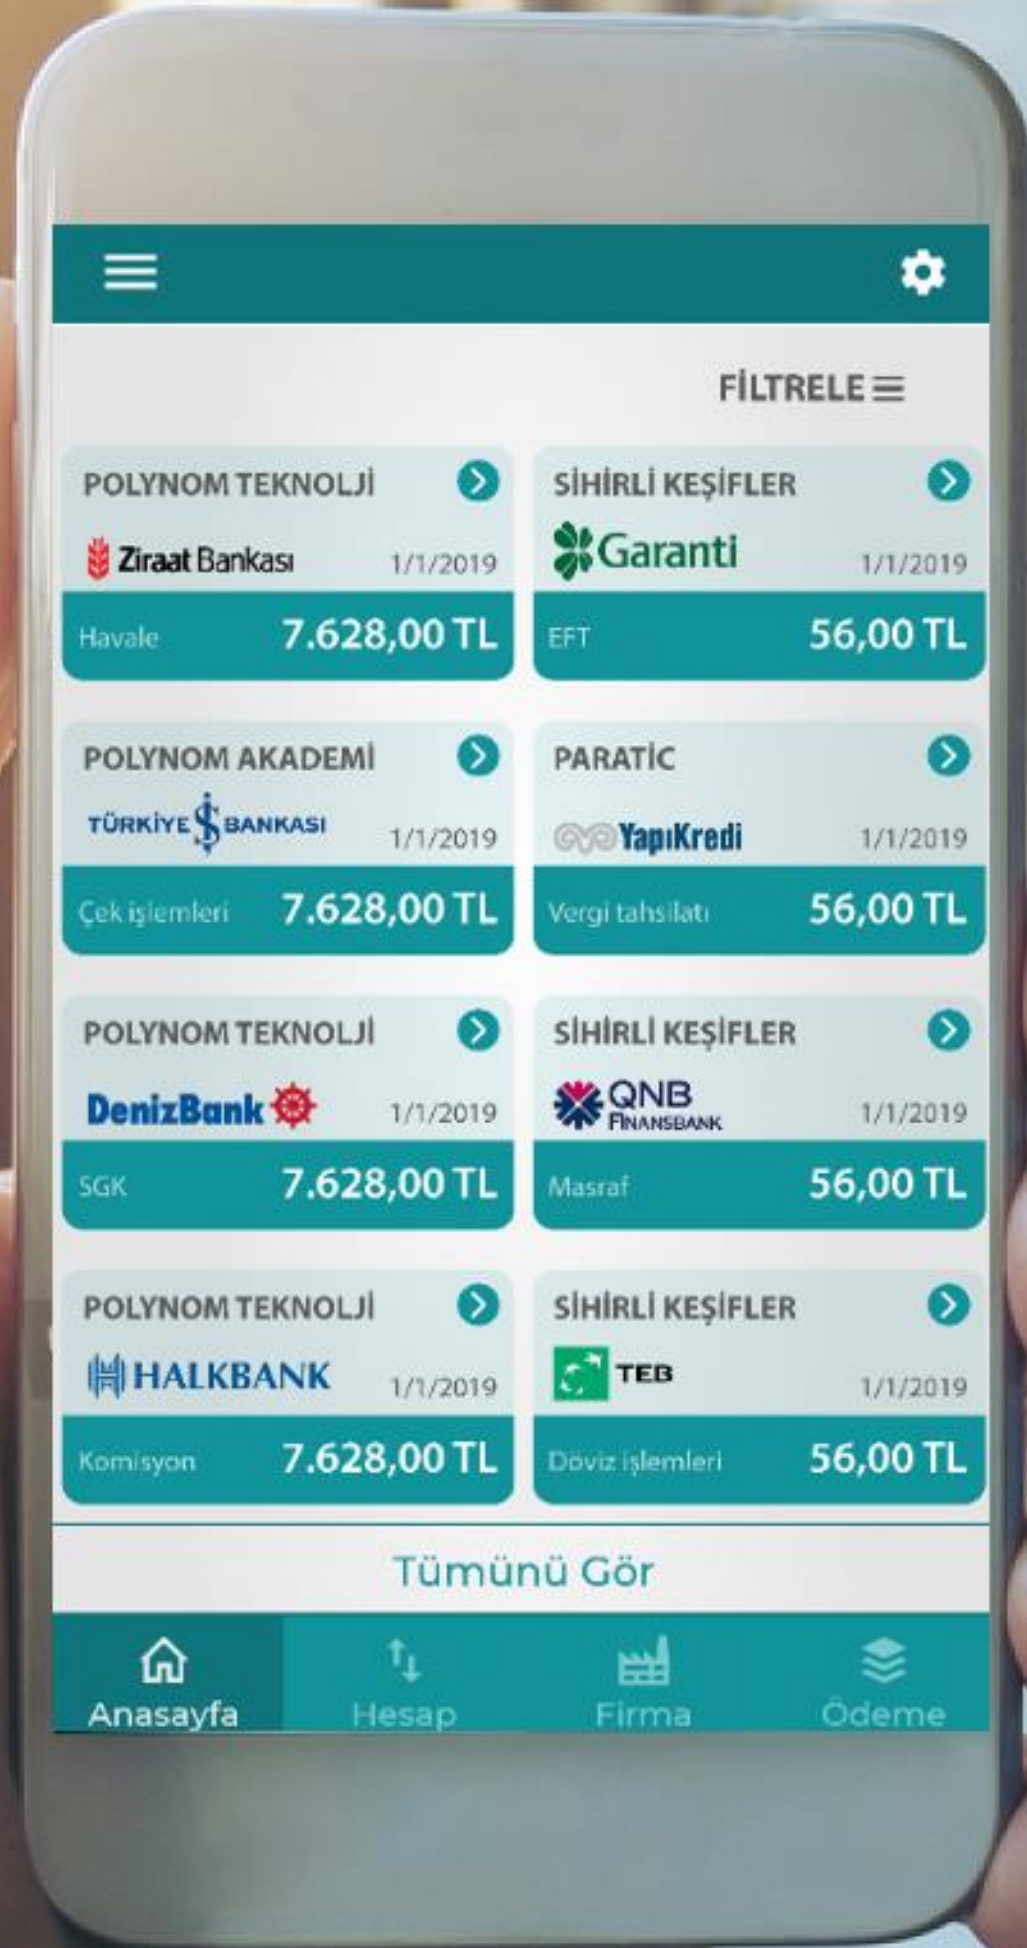 FİLTRELE
POLYNOM TEKNOLJİ
Ziraat Bankası 1/1/2019
Havale 7.628,00 TL
SİHİRLİ KEŞİFLER
Garanti 1/1/2019
EFT 56,00 TL
POLYNOM AKADEMİ
TÜRKİYE İŞ BANKASI 1/1/2019
Çek işlemleri 7.628,00 TL
PARATİC
YapıKredi 1/1/2019
Vergi tahsilatı 56,00 TL
POLYNOM TEKNOLJİ
DenizBank 1/1/2019
SGK 7.628,00 TL
SİHİRLİ KEŞİFLER
QNB
FINANSBANK 1/1/2019
Masraf 56,00 TL
POLYNOM TEKNOLJİ
HALKBANK 1/1/2019
Komisyon 7.628,00 TL
SİHİRLİ KEŞİFLER
TEB 1/1/2019
Döviz işlemleri 56,00 TL
Tümünü Gör
Anasayfa Hesap Firma Ödeme